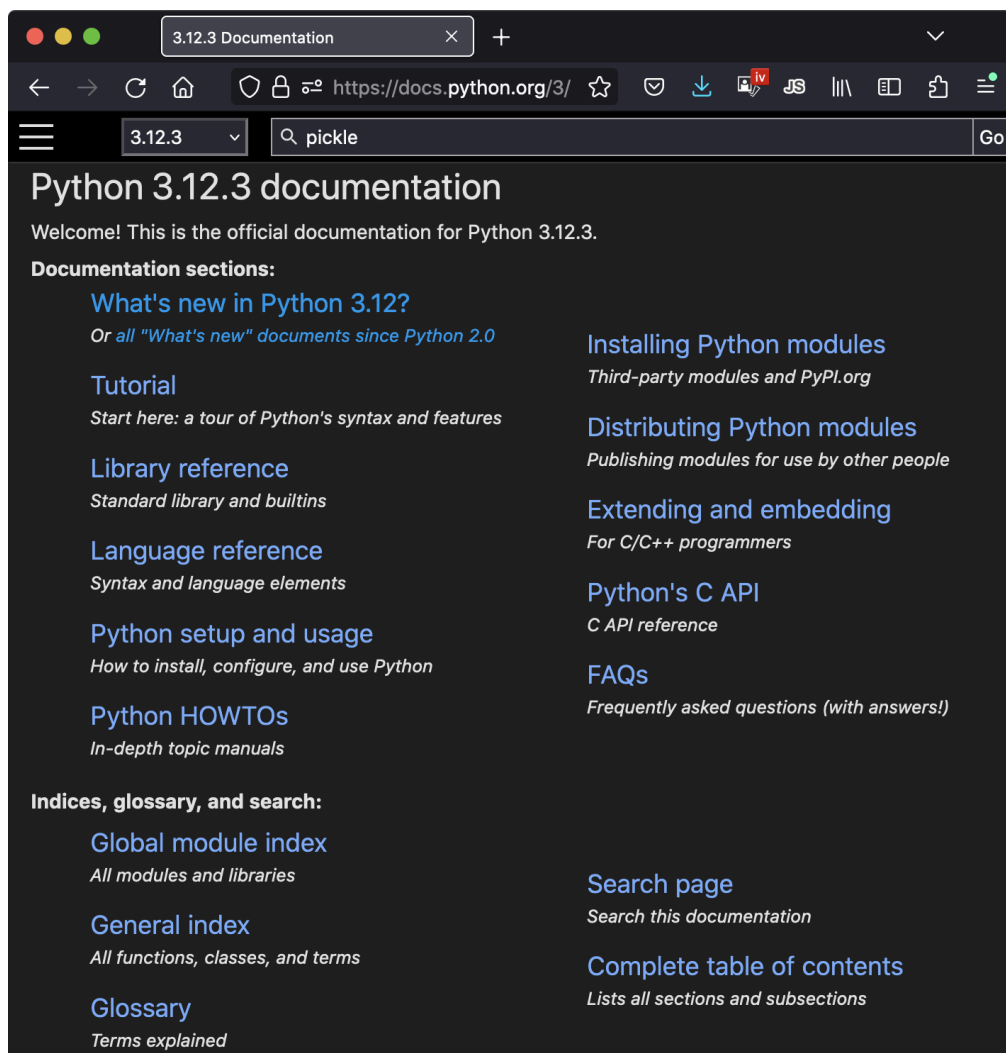 3.12.3 Documentation
https://docs.python.org/3/
iv
JS
3.12.3
pickle
Go
Python 3.12.3 documentation
Welcome! This is the official documentation for Python 3.12.3.
Documentation sections:
What's new in Python 3.12?
Or all "What's new" documents since Python 2.0
Tutorial
Start here: a tour of Python's syntax and features
Library reference
Standard library and builtins
Language reference
Syntax and language elements
Python setup and usage
How to install, configure, and use Python
Python HOWTOs
In-depth topic manuals
Installing Python modules
Third-party modules and PyPI.org
Distributing Python modules
Publishing modules for use by other people
Extending and embedding
For C/C++ programmers
Python's C API
C API reference
FAQs
Frequently asked questions (with answers!)
Indices, glossary, and search:
Global module index
All modules and libraries
General index
All functions, classes, and terms
Glossary
Terms explained
Search page
Search this documentation
Complete table of contents
Lists all sections and subsections